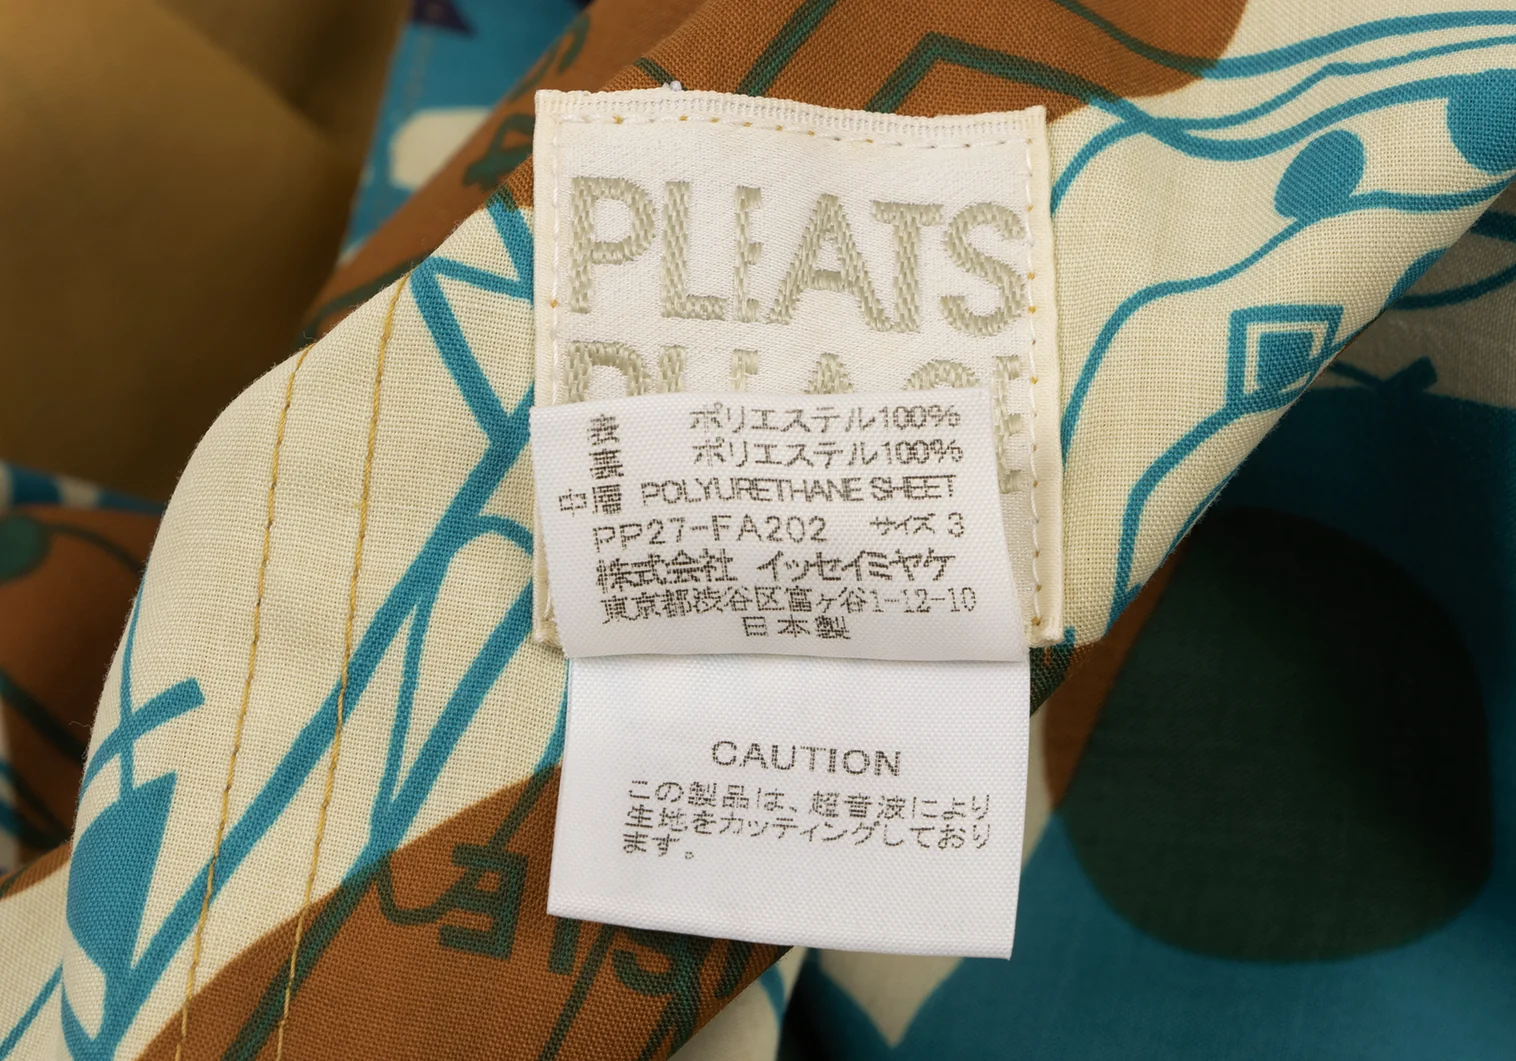 PLEATS
表 ポリエステル100%
裏 ポリエステル100%
中層 POLYURETHANE SHEET
PP27-FA202 サイズ 3
株式会社 イッセイミヤケ
東京都渋谷区富ヶ谷1-12-10
日本製
CAUTION
この製品は、超音波により
生地をカッティングしており
ます。